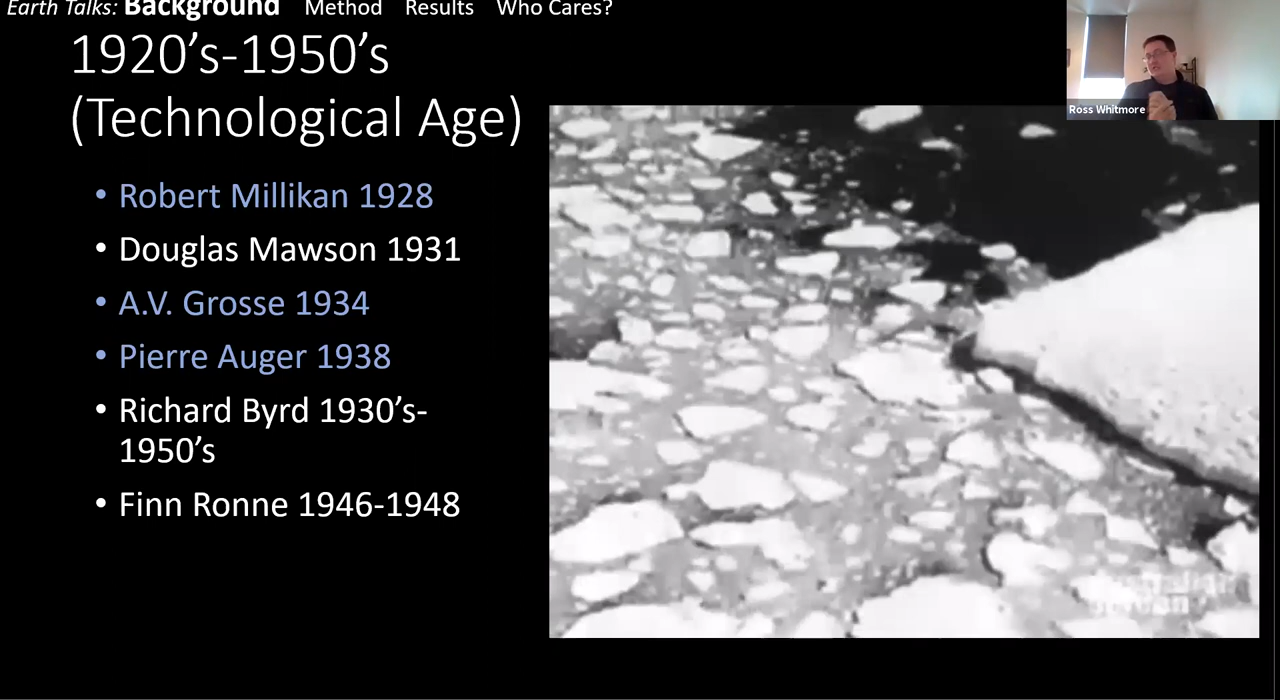 Earth Talks: Background Method Results Who Cares?
1920’s-1950’s
(Technological Age)
• Robert Millikan 1928
• Douglas Mawson 1931
• A.V. Grosse 1934
• Pierre Auger 1938
• Richard Byrd 1930’s-
1950’s
• Finn Ronne 1946-1948
Ross Whitmore